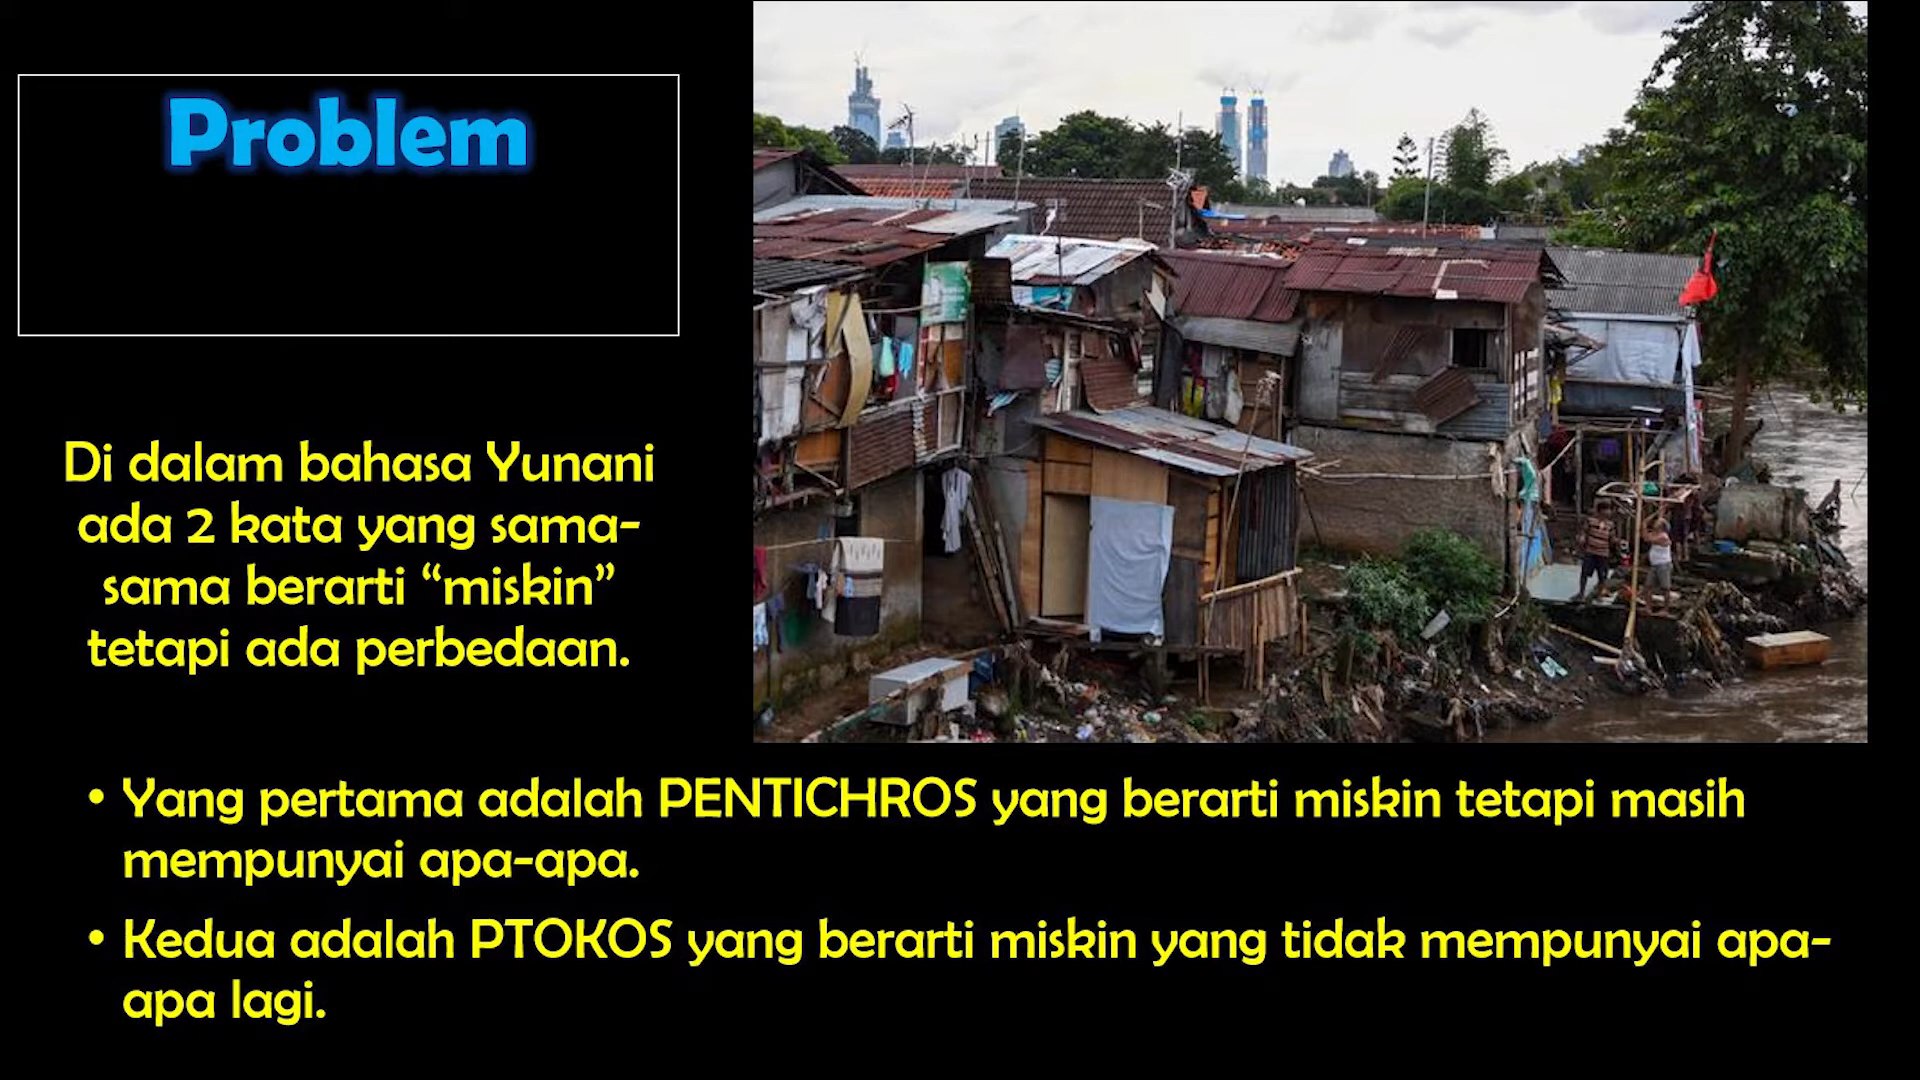 Problem
Di dalam bahasa Yunani
ada 2 kata yang sama-
sama berarti “miskin”
tetapi ada perbedaan.
• Yang pertama adalah PENTICHROS yang berarti miskin tetapi masih
mempunyai apa-apa.
• Kedua adalah PTOKOS yang berarti miskin yang tidak mempunyai apa-
apa lagi.